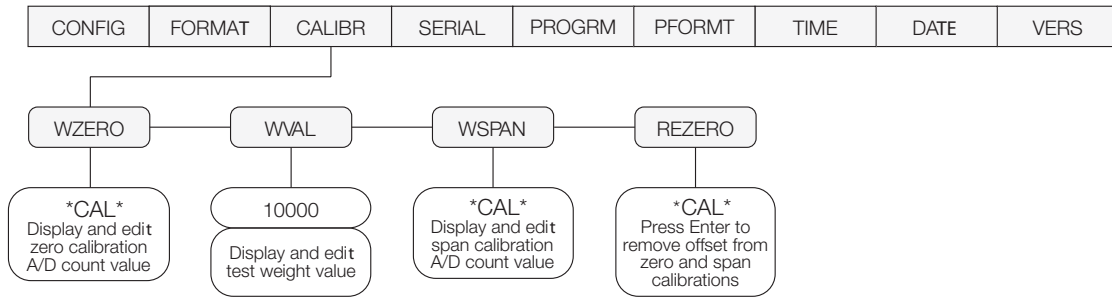 CONFIG FORMAT CALIBR SERIAL PROGRM PFORMT TIME DATE VERS
WZERO WVAL WSPAN REZERO
*CAL*
Display and edit
zero calibration
A/D count value
10000
Display and edit
test weight value
*CAL*
Display and edit
span calibration
A/D count value
*CAL*
Press Enter to
remove offset from
zero and span
calibrations